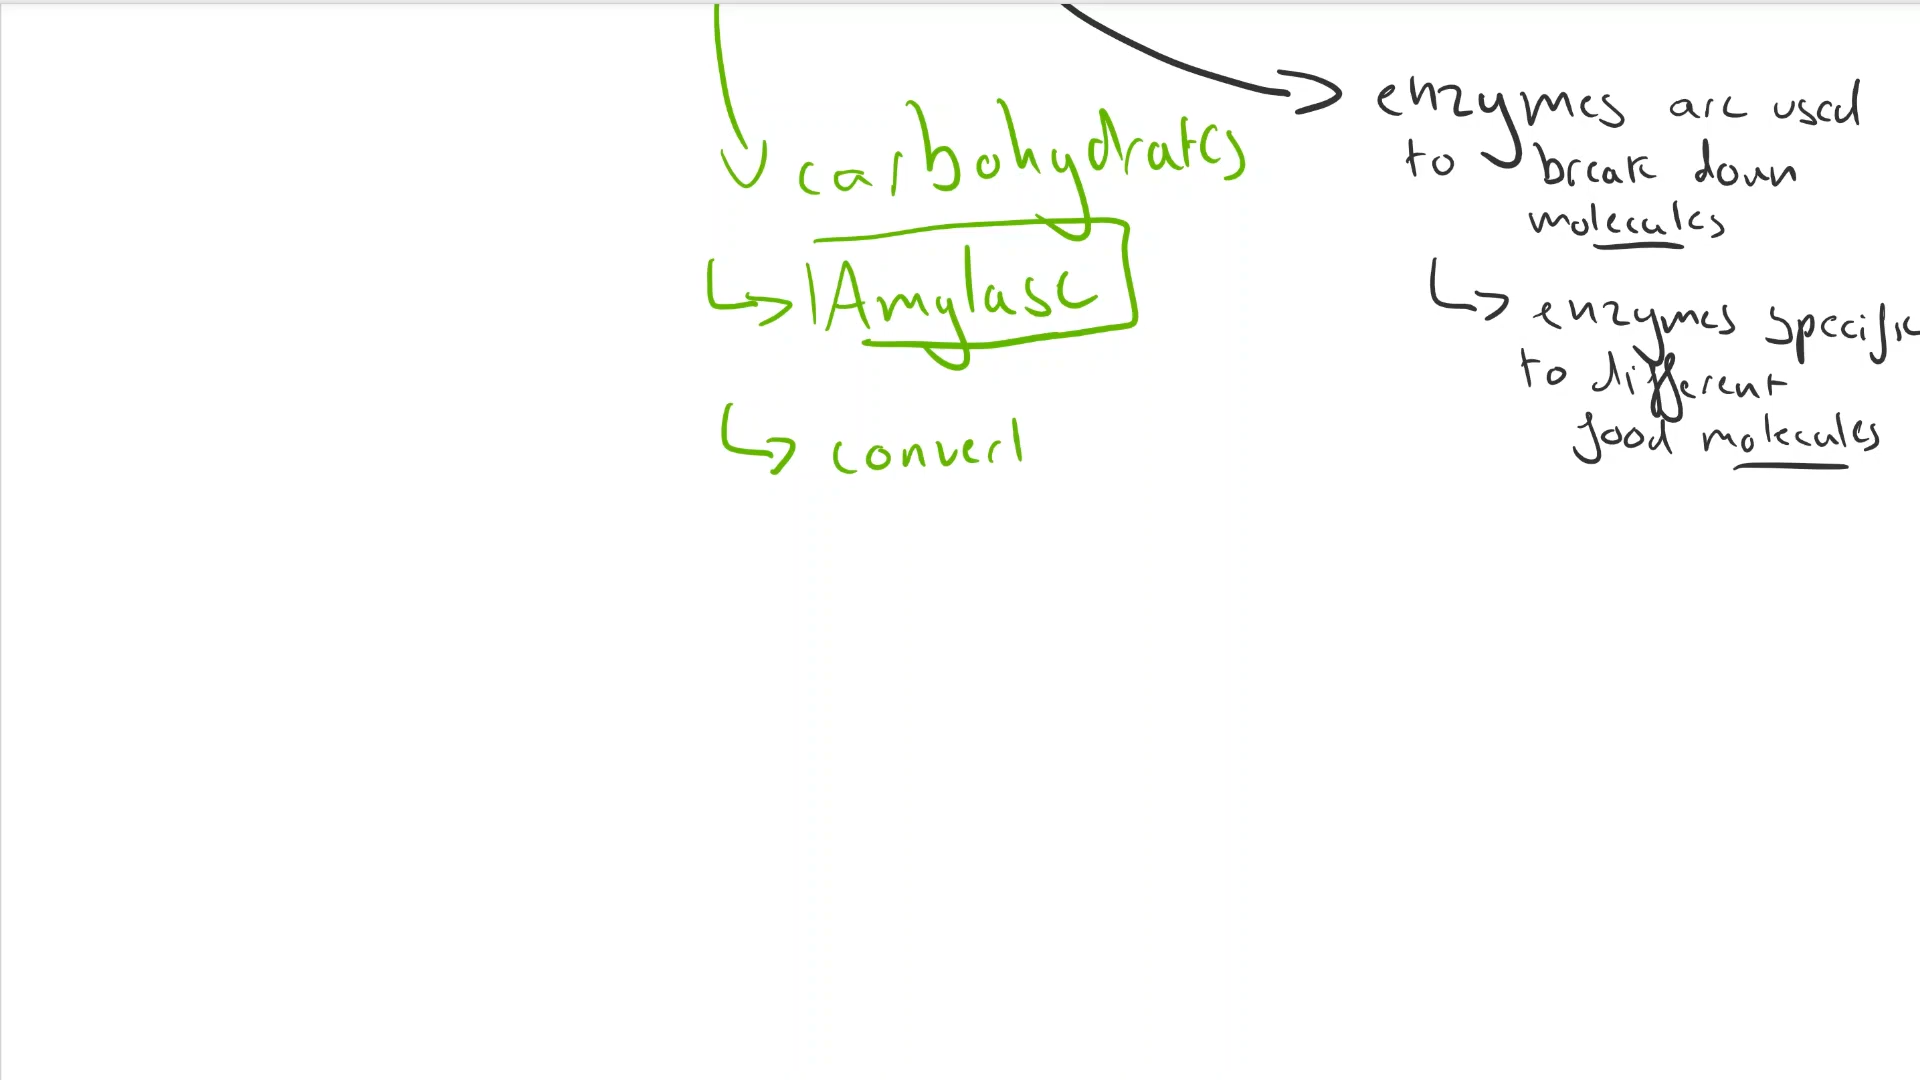 carbohydrates
Amylase
convert
enzymes are used
to break down
molecules
enzymes specific
to different
food molecules